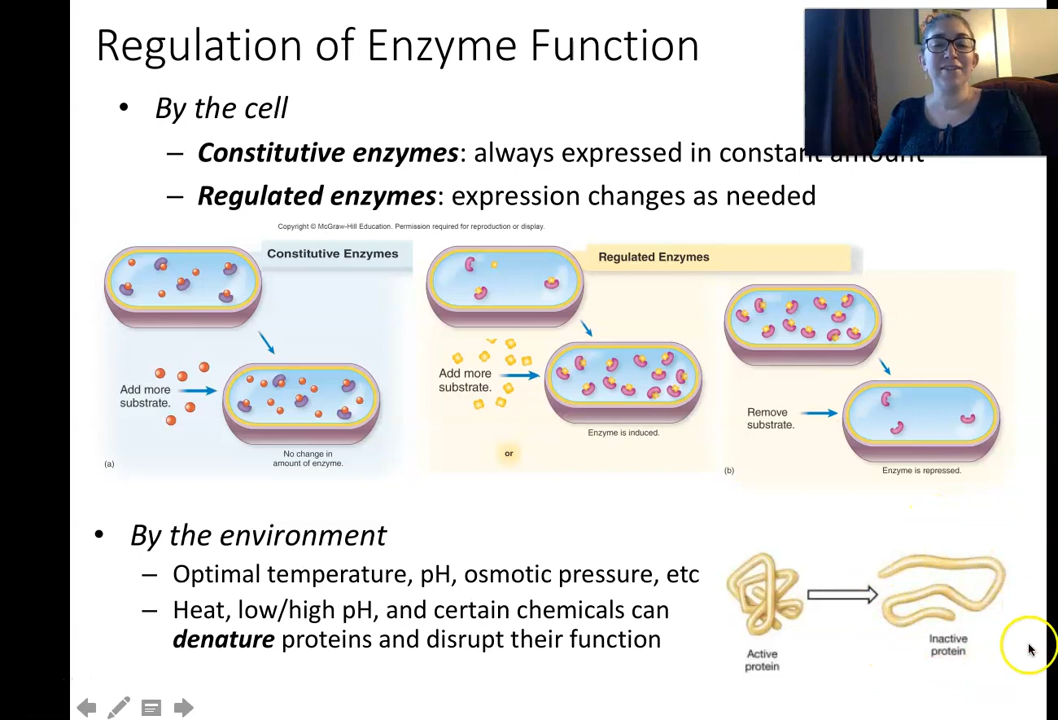 Regulation of Enzyme Function
• By the cell
– Constitutive enzymes: always expressed in constant amount
– Regulated enzymes: expression changes as needed
Copyright © McGraw-Hill Education. Permission required for reproduction or display.
Constitutive Enzymes
Add more
substrate.
No change in
amount of enzyme.
(a)
Regulated Enzymes
Add more
substrate.
Enzyme is induced.
or
Remove
substrate.
Enzyme is repressed.
(b)
• By the environment
– Optimal temperature, pH, osmotic pressure, etc
– Heat, low/high pH, and certain chemicals can
denature proteins and disrupt their function
Active
protein
Inactive
protein